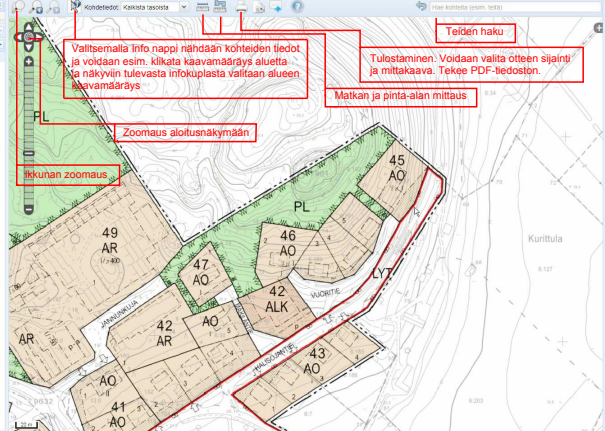 Kohdetiedot: Kaikista tasoista
Hae kohteita (esim. teitä)
Teiden haku
Valitsemalla Info nappi nähdään kohteiden tiedot
ja voidaan esim. klikata kaavamääräys aluetta
ja näkyviin tulevasta infokuplasta valitaan alueen
kaavamääräys
Tulostaminen. Voidaan valita otteen sijainti
ja mittakaava. Tekee PDF-tiedoston.
Matkan ja pinta-alan mittaus
PL
Zoomaus aloitusnäkymään
Ikkunan zoomaus
45
AO
PL
49
AR
46
AO
Kurittula
47
AO
LYT
42
ALK
VUORITIE
JANNUNKUJA
42
AR
AO
AR
HALISOJANTIE
43
AO
AO
II
41
AO
20 m